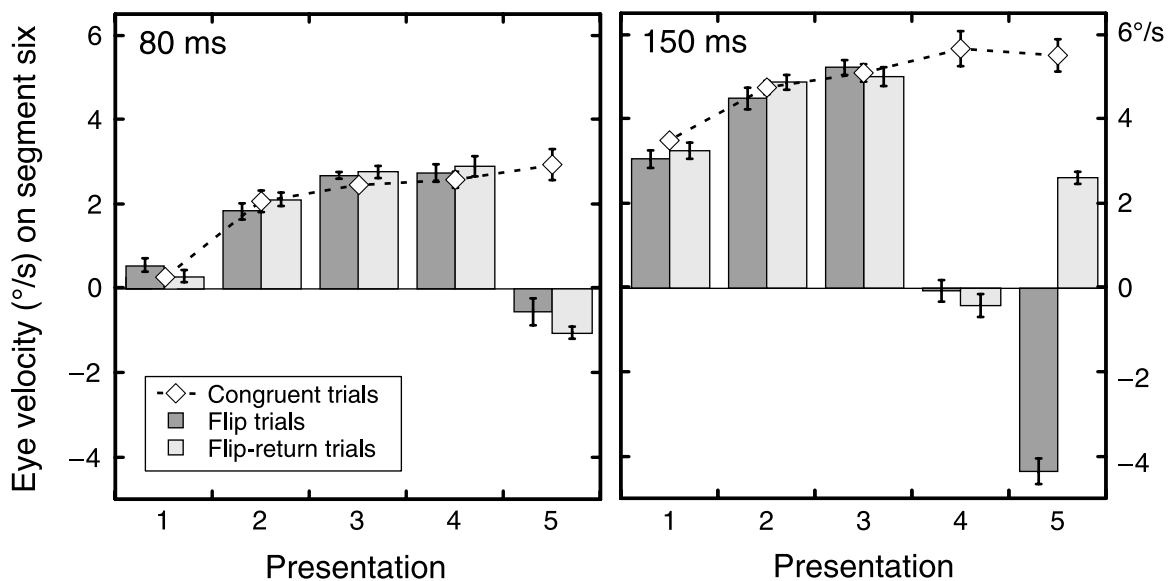 Eye velocity (°/s) on segment six
80 ms
6
4
2
0
−2
−4
Congruent trials
Flip trials
Flip-return trials
1 2 3 4 5
Presentation
150 ms
6°/s
4
2
0
−2
−4
1 2 3 4 5
Presentation